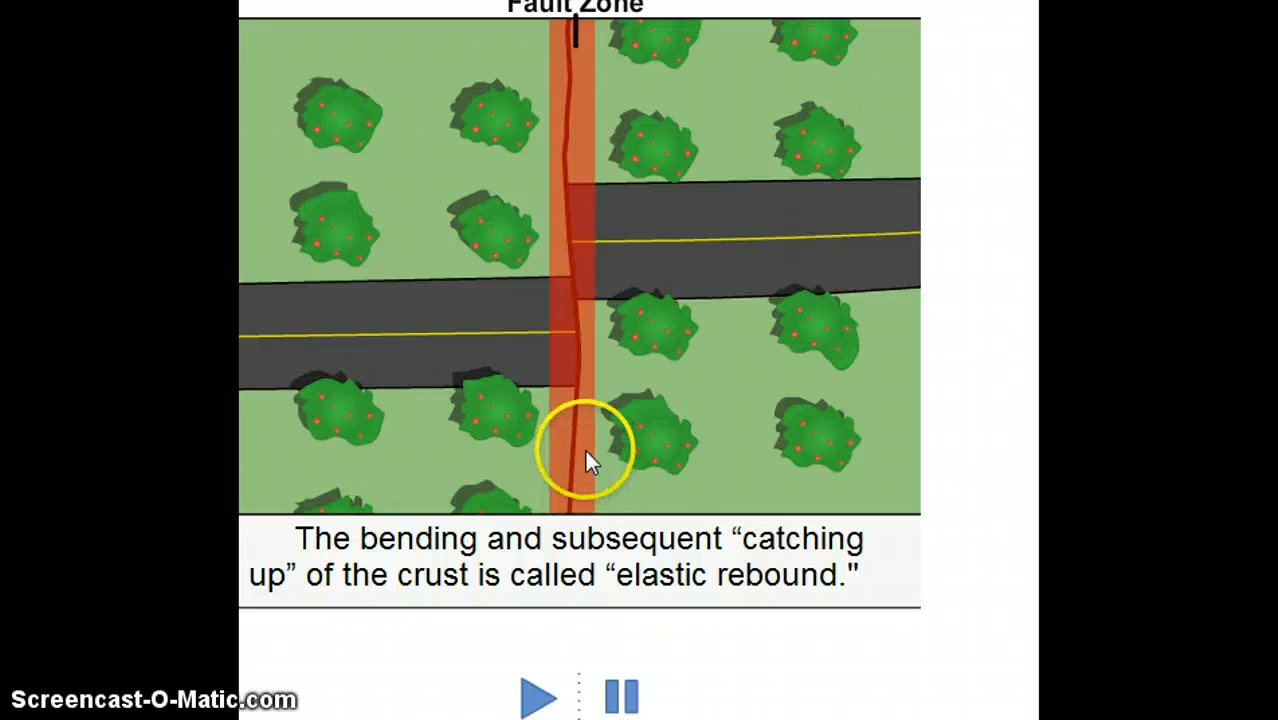 Fault Zone
The bending and subsequent “catching
up” of the crust is called “elastic rebound."
Screencast-O-Matic.com